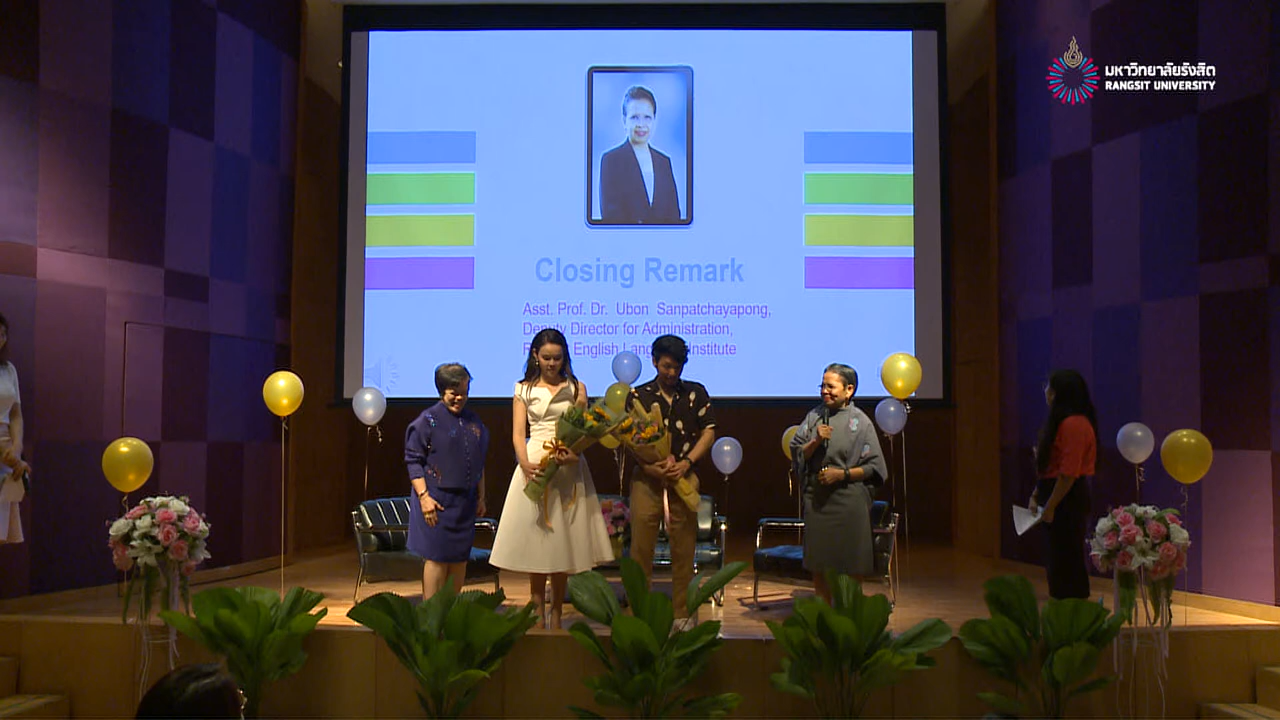 มหาวิทยาลัยรังสิต
RANGSIT UNIVERSITY
Closing Remark
Asst. Prof. Dr. Ubon Sanpatchayapong,
Deputy Director for Administration,
English Institute